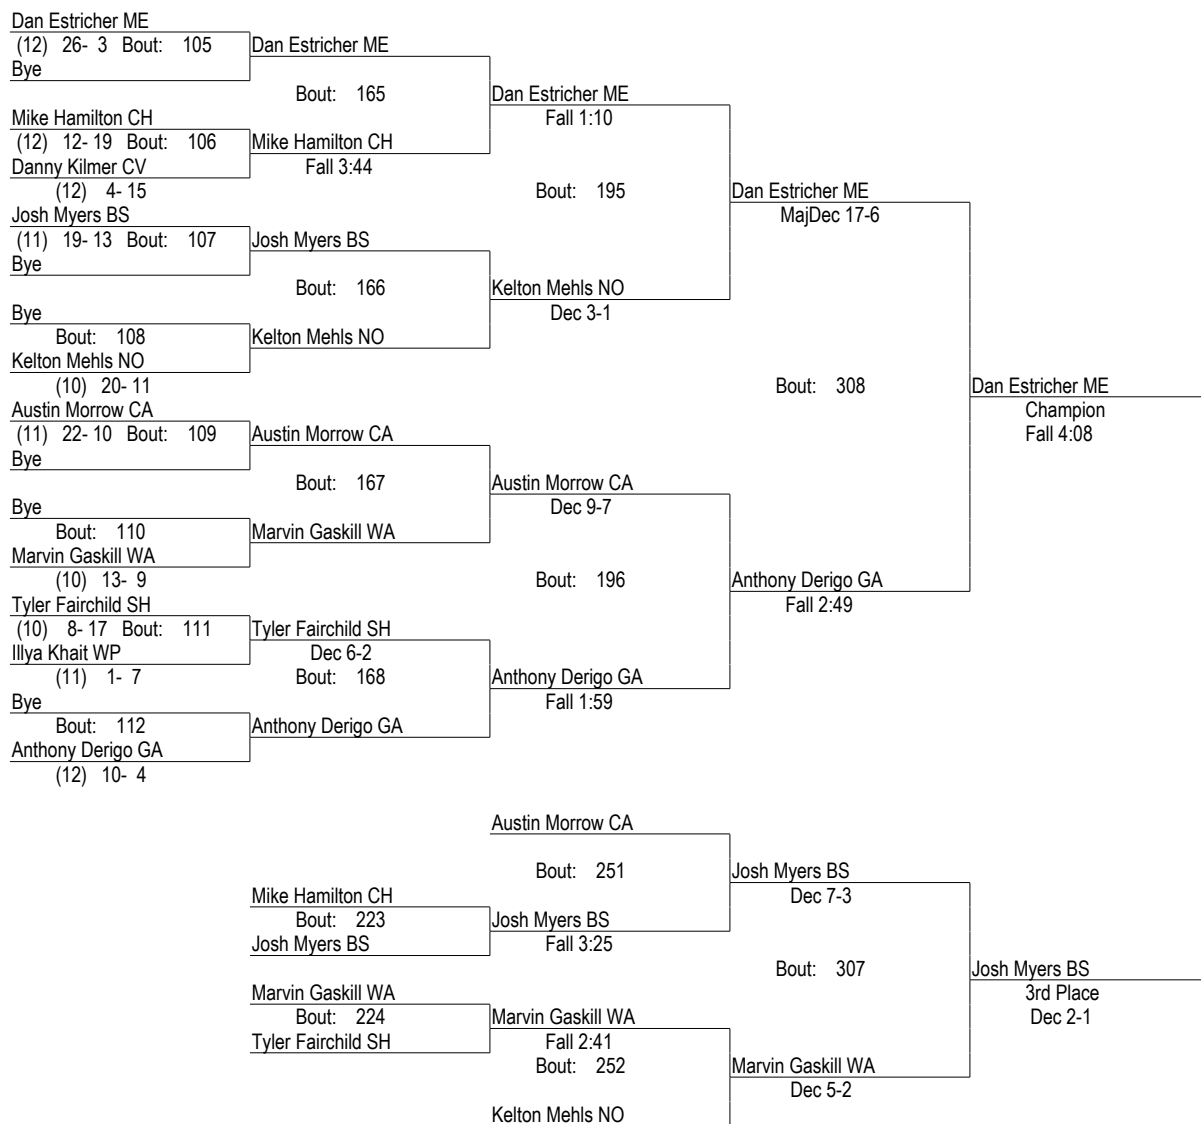 Dan Estricher ME
(12) 26- 3 Bout: 105
Bye
Dan Estricher ME
Bout: 165
Mike Hamilton CH
(12) 12- 19 Bout: 106
Danny Kilmer CV
(12) 4- 15
Mike Hamilton CH
Fall 3:44
Dan Estricher ME
Fall 1:10
Bout: 195
Josh Myers BS
(11) 19- 13 Bout: 107
Bye
Josh Myers BS
Bout: 166
Bye
Bout: 108
Kelton Mehls NO
(10) 20- 11
Kelton Mehls NO
Kelton Mehls NO
Dec 3-1
Dan Estricher ME
MajDec 17-6
Bout: 308
Austin Morrow CA
(11) 22- 10 Bout: 109
Bye
Austin Morrow CA
Bout: 167
Bye
Bout: 110
Marvin Gaskill WA
(10) 13- 9
Marvin Gaskill WA
Austin Morrow CA
Dec 9-7
Bout: 196
Tyler Fairchild SH
(10) 8- 17 Bout: 111
Illya Khait WP
(11) 1- 7
Tyler Fairchild SH
Dec 6-2
Bout: 168
Bye
Bout: 112
Anthony Derigo GA
(12) 10- 4
Anthony Derigo GA
Anthony Derigo GA
Fall 1:59
Anthony Derigo GA
Fall 2:49
Dan Estricher ME
Champion
Fall 4:08
Austin Morrow CA
Bout: 251
Mike Hamilton CH
Bout: 223
Josh Myers BS
Josh Myers BS
Fall 3:25
Josh Myers BS
Dec 7-3
Bout: 307
Marvin Gaskill WA
Bout: 224
Tyler Fairchild SH
Marvin Gaskill WA
Fall 2:41
Bout: 252
Kelton Mehls NO
Marvin Gaskill WA
Dec 5-2
Josh Myers BS
3rd Place
Dec 2-1